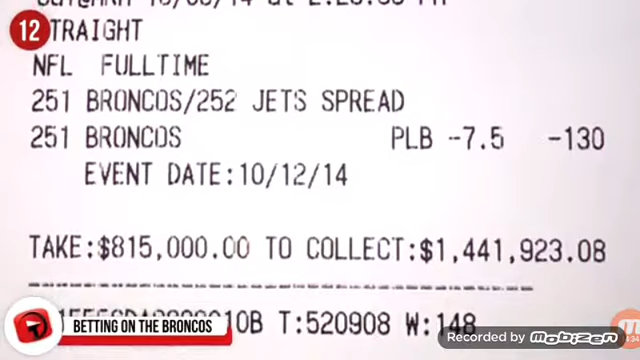 12
STRAIGHT
NFL FULLTIME
251 BRONCOS/252 JETS SPREAD
251 BRONCOS PLB -7.5 -130
EVENT DATE:10/12/14
TAKE:$815,000.00 TO COLLECT:$1,441,923.08
10B T:520908 W:148
BETTING ON THE BRONCOS
Recorded by mobizen